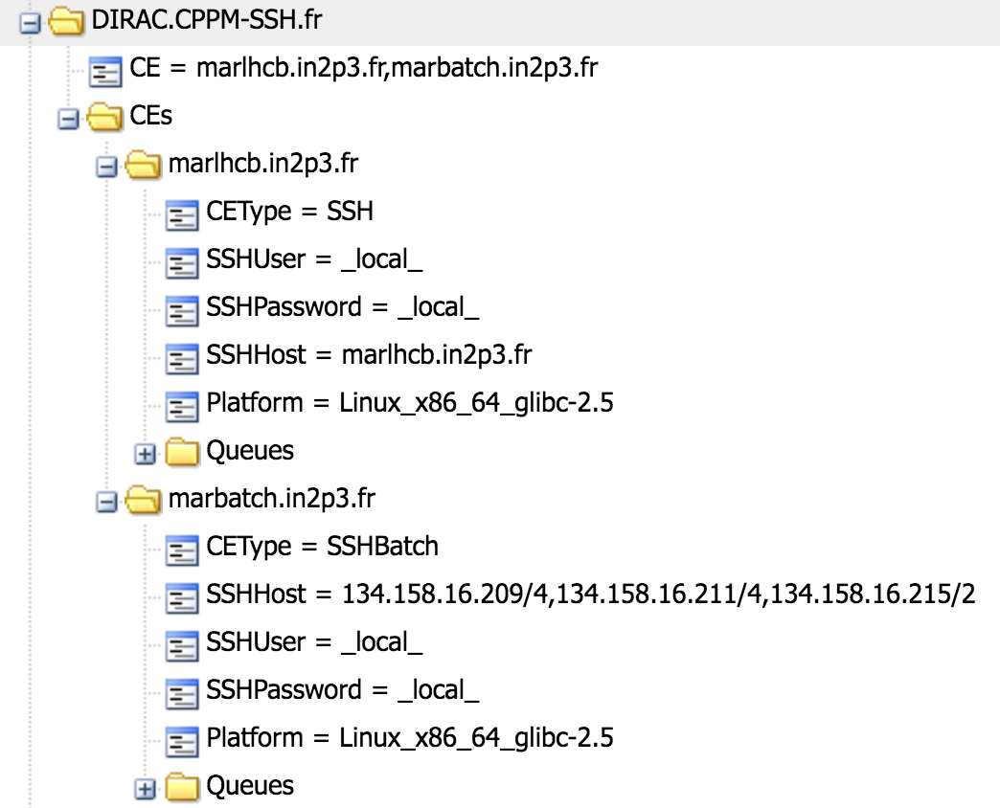 DIRAC.CPPM-SSH.fr
CE = marlhcb.in2p3.fr,marbatch.in2p3.fr
CEs
marlhcb.in2p3.fr
CEType = SSH
SSHUser = _local_
SSHPassword = _local_
SSHHost = marlhcb.in2p3.fr
Platform = Linux_x86_64_glibc-2.5
Queues
marbatch.in2p3.fr
CEType = SSHBatch
SSHHost = 134.158.16.209/4,134.158.16.211/4,134.158.16.215/2
SSHUser = _local_
SSHPassword = _local_
Platform = Linux_x86_64_glibc-2.5
Queues